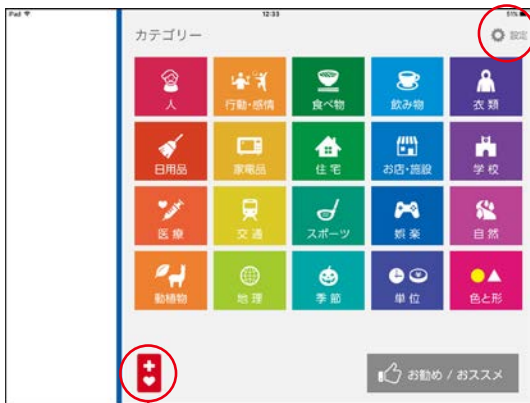 iPad 12:33 51%
カテゴリー 設定
人 行動・感情 食べ物 飲み物 衣類
日用品 家電品 住宅 お店・施設 学校
医療 交通 スポーツ 娯楽 自然
動植物 地理 季節 単位 色と形
お勧め / おススメ